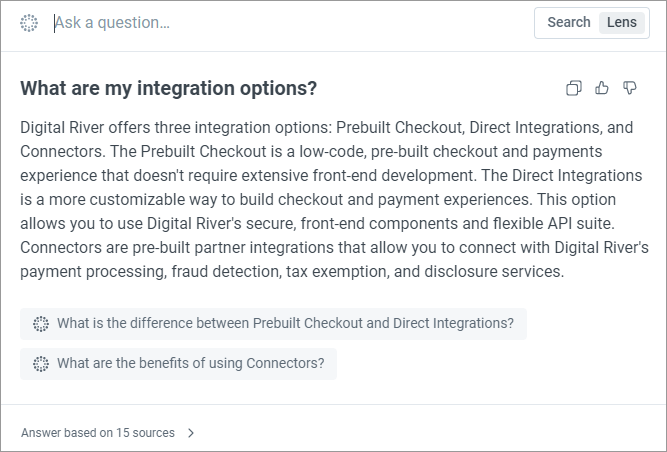 Ask a question...
Search
Lens
What are my integration options?
Digital River offers three integration options: Prebuilt Checkout, Direct Integrations, and
Connectors. The Prebuilt Checkout is a low-code, pre-built checkout and payments
experience that doesn't require extensive front-end development. The Direct Integrations
is a more customizable way to build checkout and payment experiences. This option
allows you to use Digital River's secure, front-end components and flexible API suite.
Connectors are pre-built partner integrations that allow you to connect with Digital River's
payment processing, fraud detection, tax exemption, and disclosure services.
What is the difference between Prebuilt Checkout and Direct Integrations?
What are the benefits of using Connectors?
Answer based on 15 sources